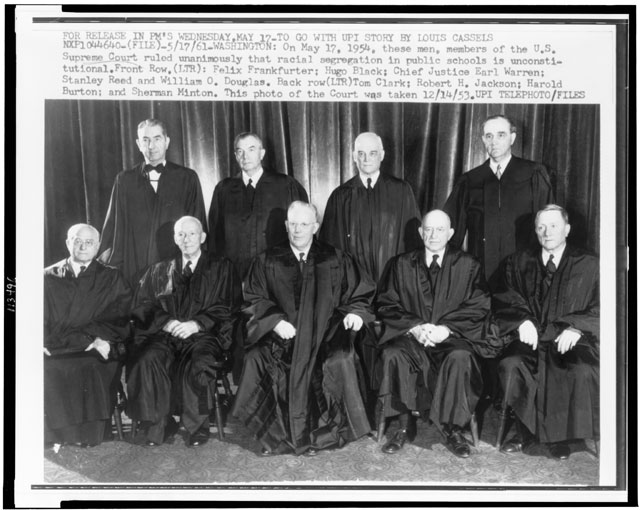 FOR RELEASE IN PM'S WEDNESDAY,MAY 17-TO GO WITH UPI STORY BY LOUIS CASSELS
NXP1044640-(FILE)-5/17/61-WASHINGTON: On May 17, 1954, these men, members of the U.S.
Supreme Court ruled unanimously that racial segregation in public schools is unconsti-
tutional.Front Row.(LTR): Felix Frankfurter; Hugo Black; Chief Justice Earl Warren;
Stanley Reed and William O. Douglas. Back row(LTR)Tom Clark; Robert H. Jackson; Harold
Burton; and Sherman Minton. This photo of the Court was taken 12/14/53.UPI TELEPHOTO/FILES